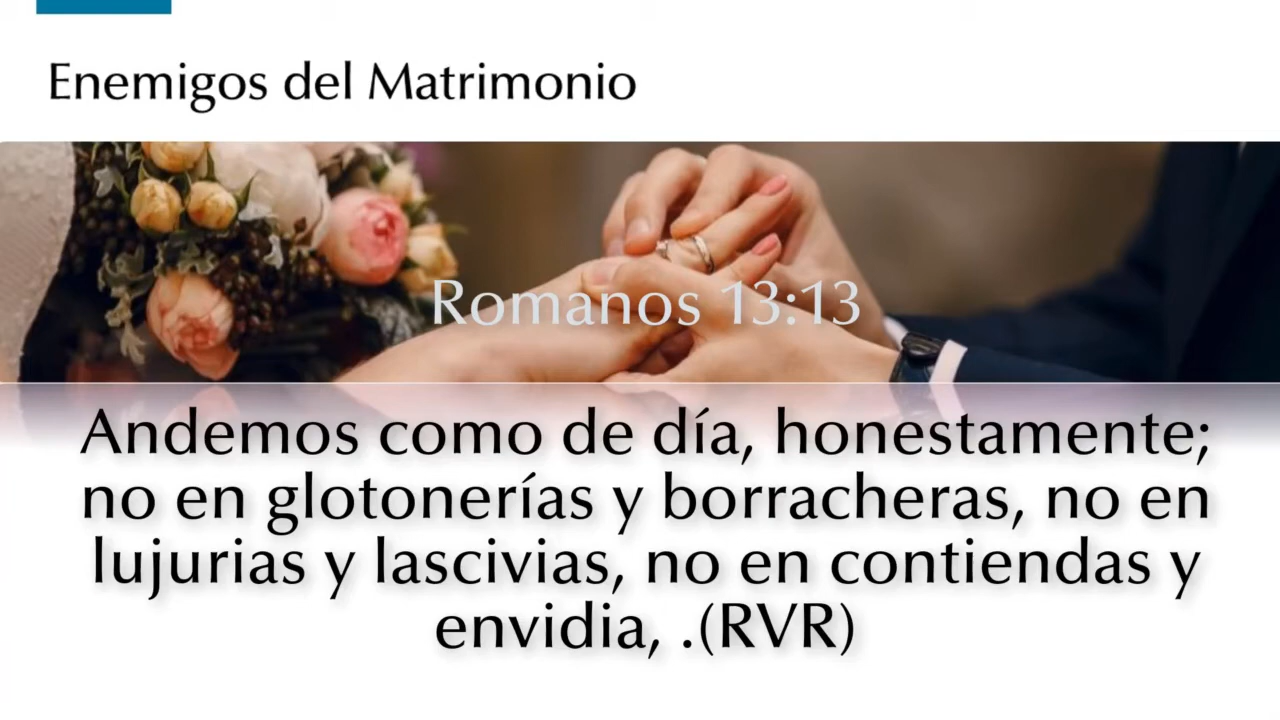 Enemigos del Matrimonio
Romanos 13:13
Andemos como de día, honestamente;
no en glotonerías y borracheras, no en
lujurias y lascivias, no en contiendas y
envidia, .(RVR)